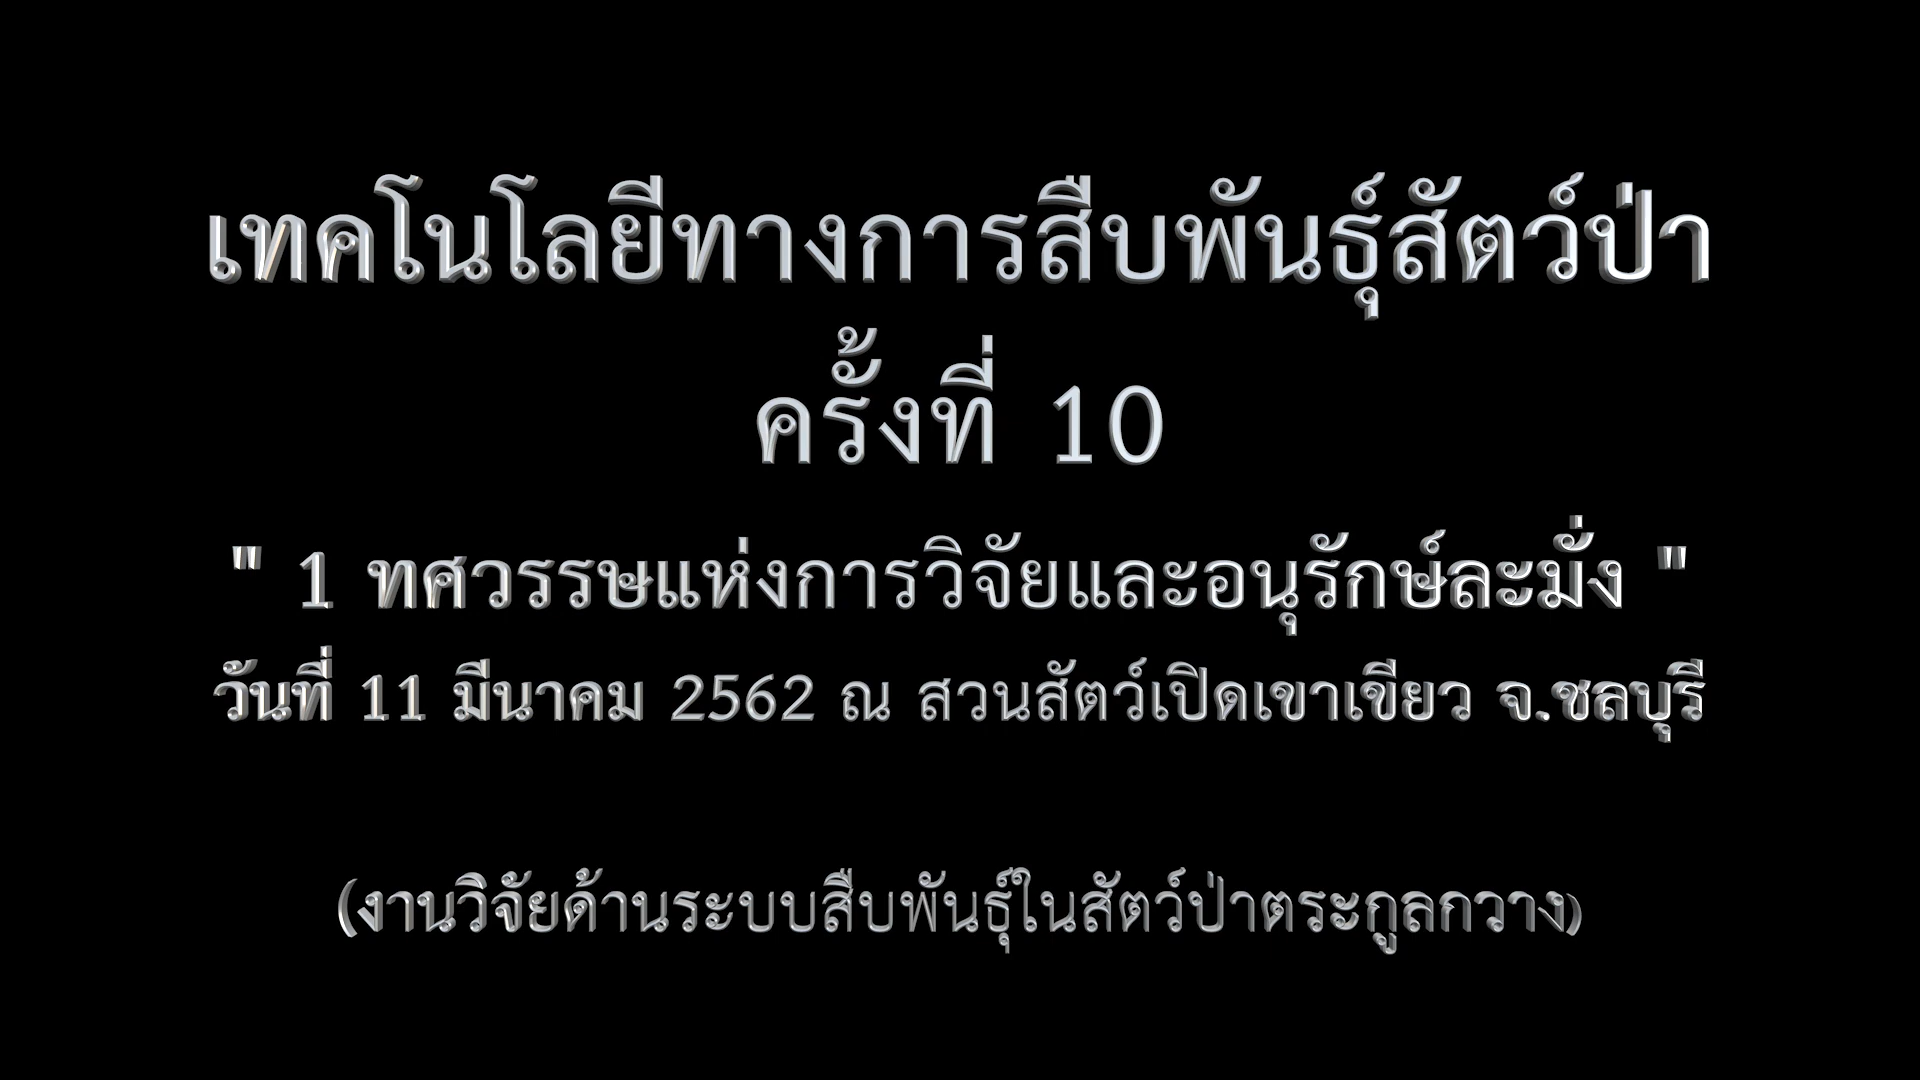 เทคโนโลยีทางการสืบพันธุ์สัตว์ป่า
ครั้งที่ 10
" 1 ทศวรรษแห่งการวิจัยและอนุรักษ์ละมั่ง "
วันที่ 11 มีนาคม 2562 ณ สวนสัตว์เปิดเขาเขียว จ.ชลบุรี
(งานวิจัยด้านระบบสืบพันธุ์ในสัตว์ป่าตระกูลกวาง)